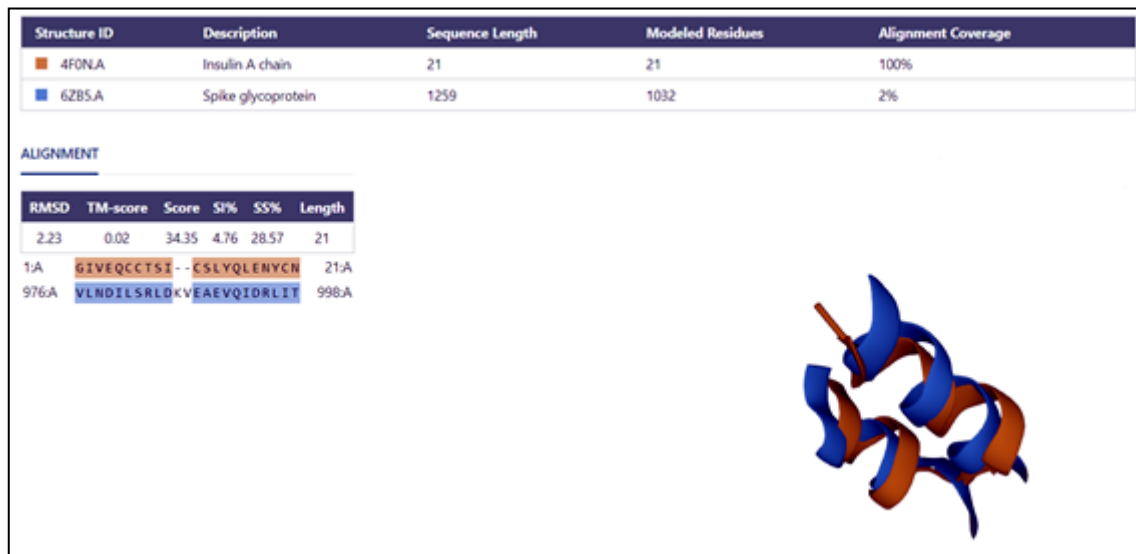 Structure ID Description Sequence Length Modeled Residues Alignment Coverage
4F0N.A Insulin A chain 21 21 100%
6ZB5.A Spike glycoprotein 1259 1032 2%
ALIGNMENT
RMSD TM-score Score SI% SS% Length
2.23 0.02 34.35 4.76 28.57 21
1:A GIVEQCCTSI--CSLYQLENYCN 21:A
976:A VLNDILSRLDKVEAEVQIDRLIT 998:A